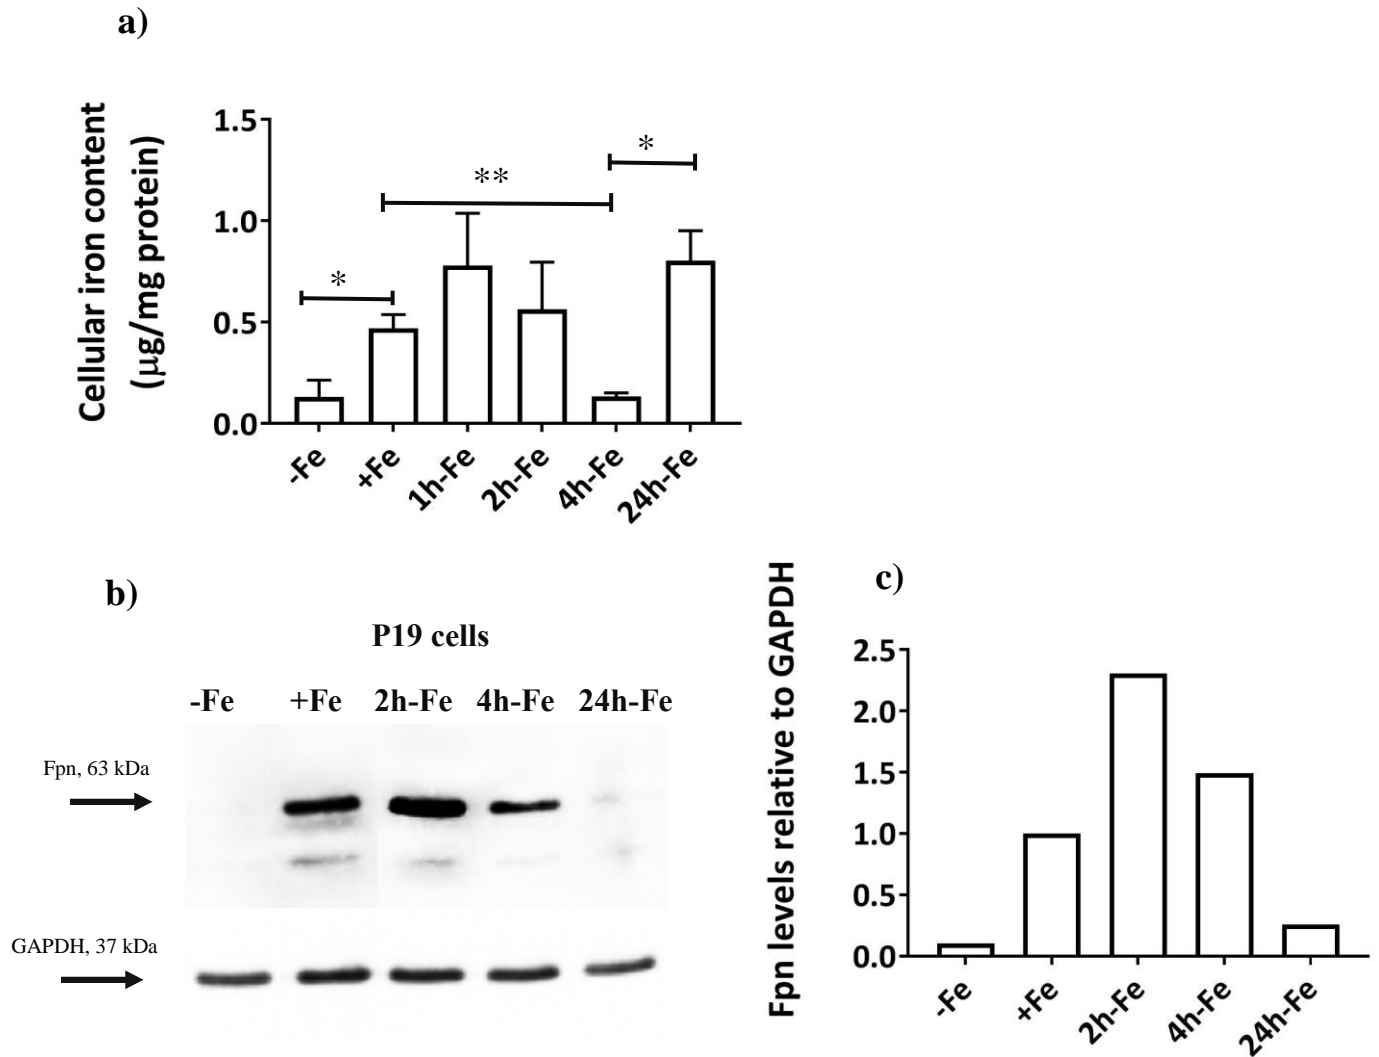 a)
Cellular iron content
(µg/mg protein)
1.5
1.0
0.5
0.0
*
**
*
-Fe
+Fe
1h-Fe
2h-Fe
4h-Fe
24h-Fe
b)
P19 cells
-Fe +Fe 2h-Fe 4h-Fe 24h-Fe
Fpn, 63 kDa
GAPDH, 37 kDa
c)
Fpn levels relative to GAPDH
2.5
2.0
1.5
1.0
0.5
0.0
-Fe
+Fe
2h-Fe
4h-Fe
24h-Fe